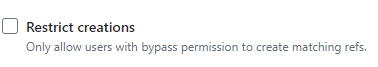 Restrict creations
Only allow users with bypass permission to create matching refs.